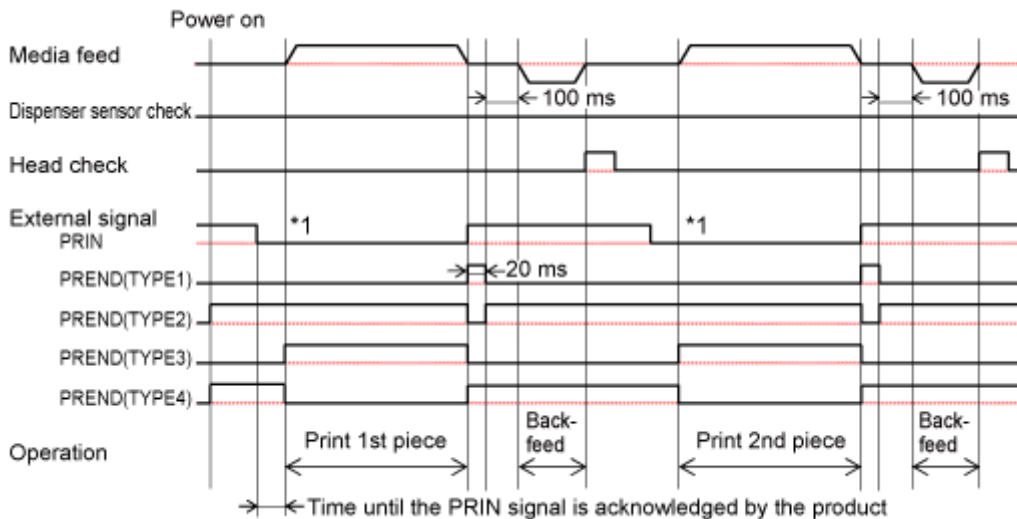 Power on
Media feed
100 ms
100 ms
Dispenser sensor check
Head check
External signal
*1
*1
PRIN
PREND(TYPE1)
20 ms
PREND(TYPE2)
PREND(TYPE3)
PREND(TYPE4)
Operation
Print 1st piece
Back-
feed
Print 2nd piece
Back-
feed
Time until the PRIN signal is acknowledged by the product